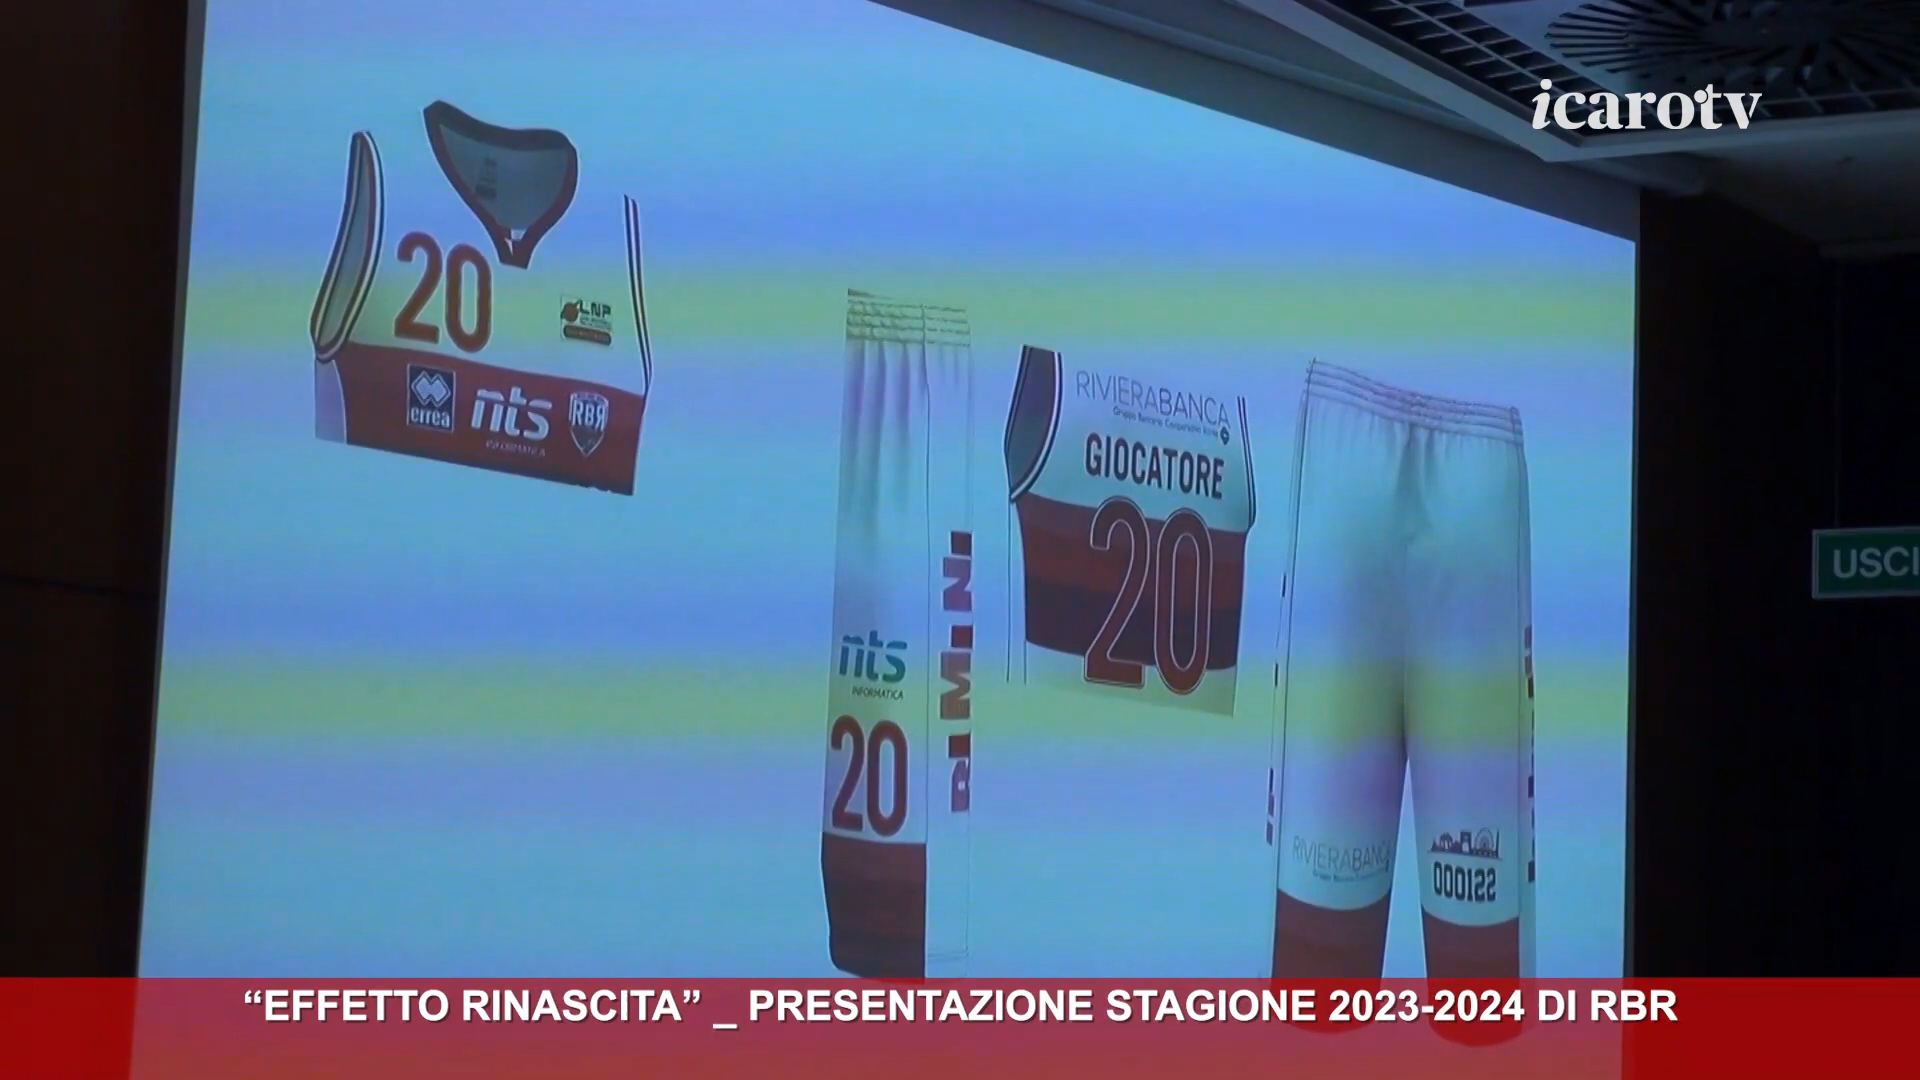 icarotv
20
LNP
errea
nts
INFORMATICA
RBR
RIVIERABANCA
GIOCATORE
20
nts
INFORMATICA
20
RIMINI
RIVIERABANCA
000122
USCI
“EFFETTO RINASCITA” _ PRESENTAZIONE STAGIONE 2023-2024 DI RBR